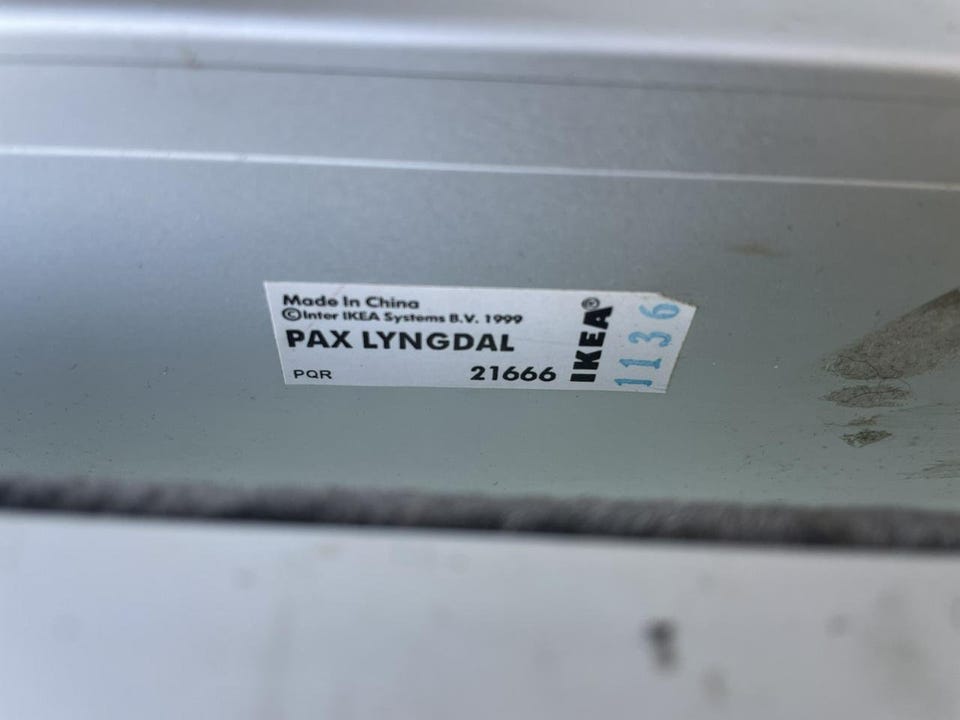 Made In China
©Inter IKEA Systems B.V. 1999
PAX LYNGDAL
PQR 21666
IKEA®
1136